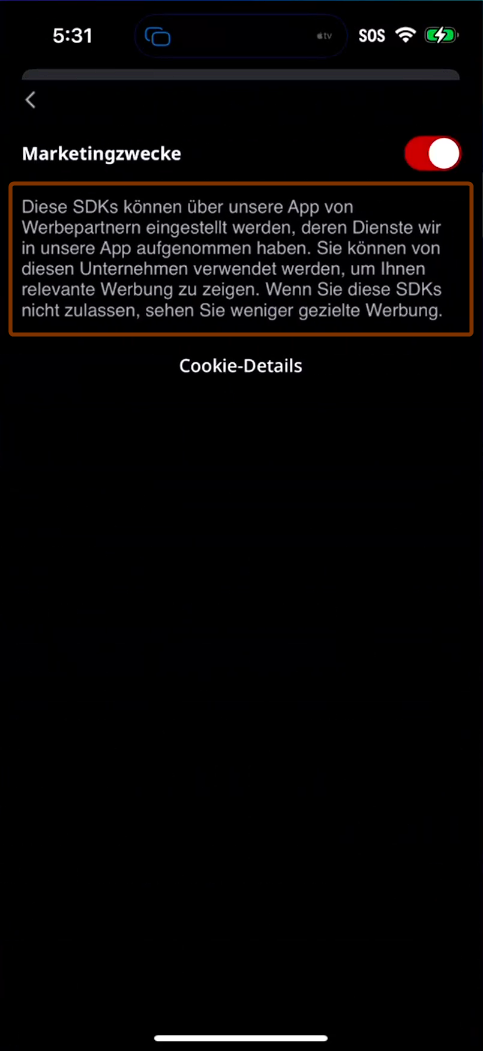 5:31
tv
SOS
Marketingzwecke
Diese SDKs können über unsere App von
Werbepartnern eingestellt werden, deren Dienste wir
in unsere App aufgenommen haben. Sie können von
diesen Unternehmen verwendet werden, um Ihnen
relevante Werbung zu zeigen. Wenn Sie diese SDKs
nicht zulassen, sehen Sie weniger gezielte Werbung.
Cookie-Details